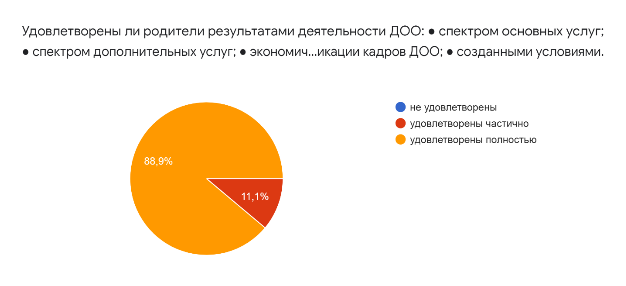 Удовлетворены ли родители результатами деятельности ДОО: ● спектром основных услуг;
● спектром дополнительных услуг; ● экономич...икации кадров ДОО; ● созданными условиями.
не удовлетворены
удовлетворены частично
удовлетворены полностью
88,9%
11,1%